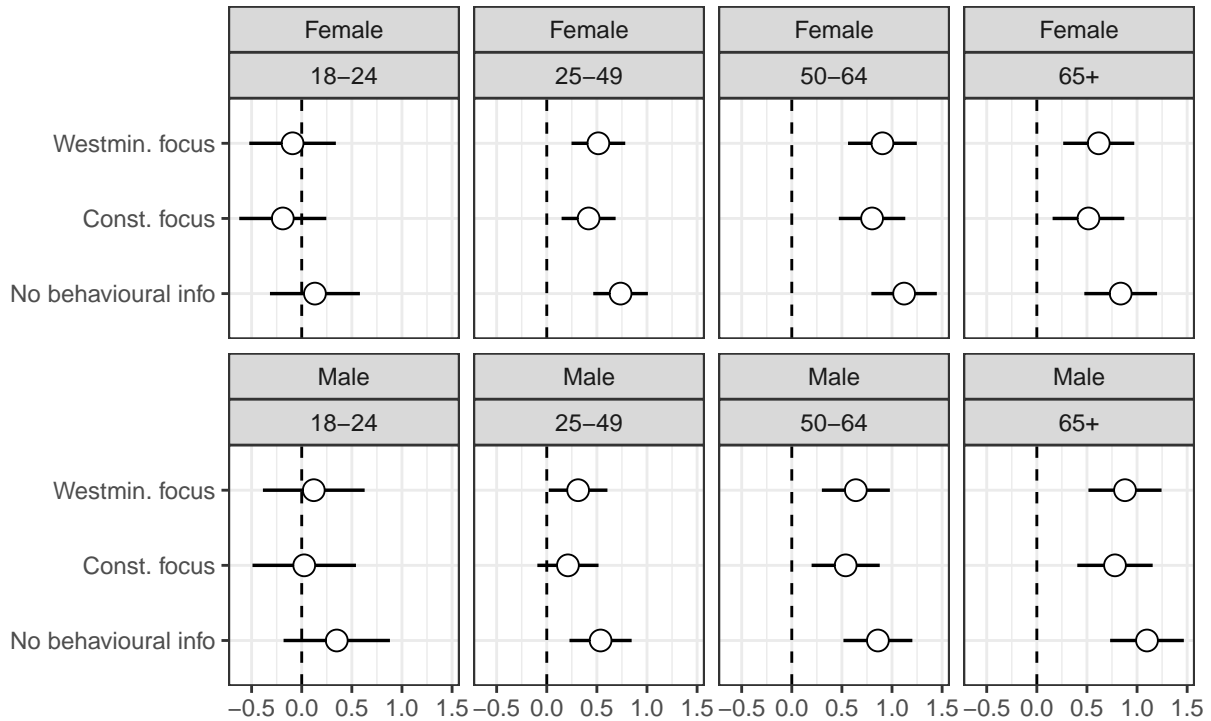 Female Female Female Female
18−24 25−49 50−64 65+
Westmin. focus
Const. focus
No behavioural info
Male Male Male Male
18−24 25−49 50−64 65+
Westmin. focus
Const. focus
No behavioural info
−0.5 0.0 0.5 1.0 1.5 −0.5 0.0 0.5 1.0 1.5 −0.5 0.0 0.5 1.0 1.5 −0.5 0.0 0.5 1.0 1.5